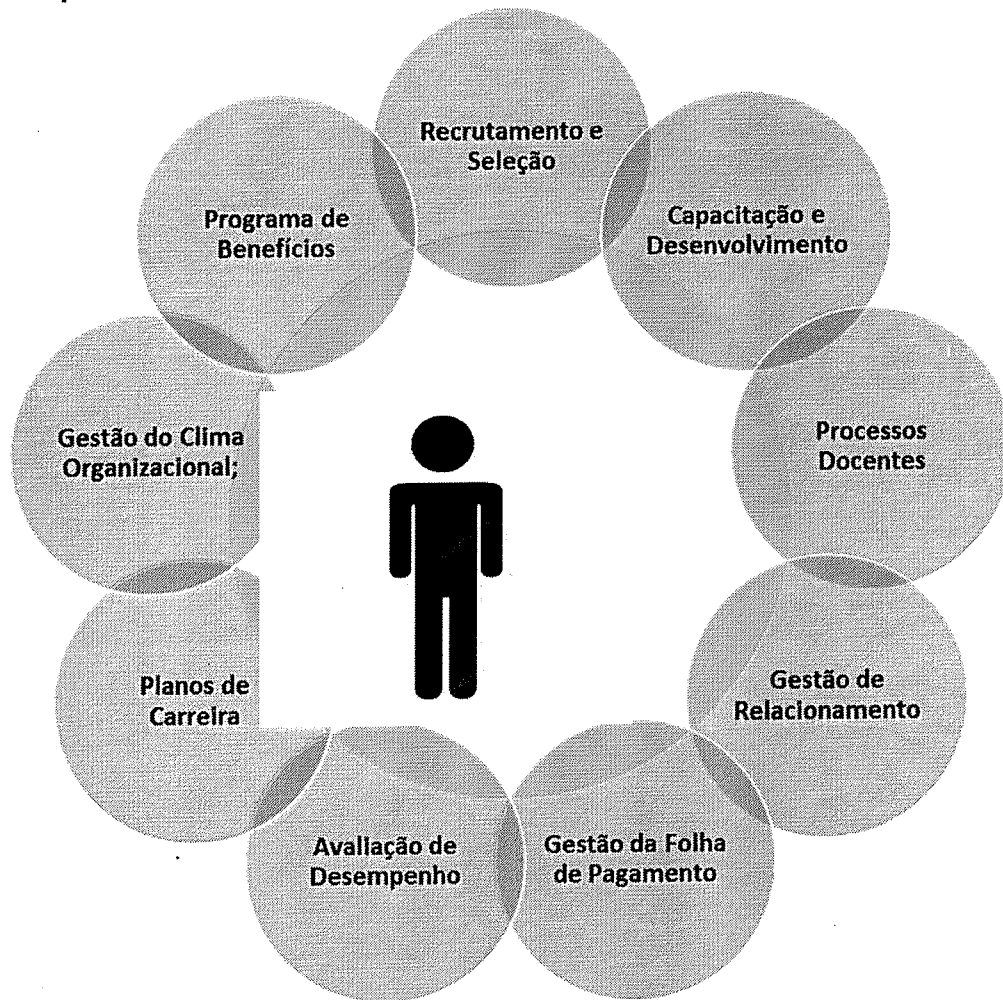 Recrutamento e
Seleção
Capacitação e
Desenvolvimento
Processos
Docentes
Gestão de
Relacionamento
Gestão da Folha
de Pagamento
Avaliação de
Desempenho
Planos de
Carreira
Gestão do Clima
Organizacional;
Programa de
Benefícios